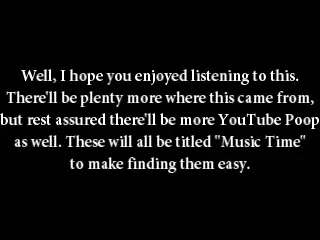 Well, I hope you enjoyed listening to this.
There'll be plenty more where this came from,
but rest assured there'll be more YouTube Poop
as well. These will all be titled "Music Time"
to make finding them easy.